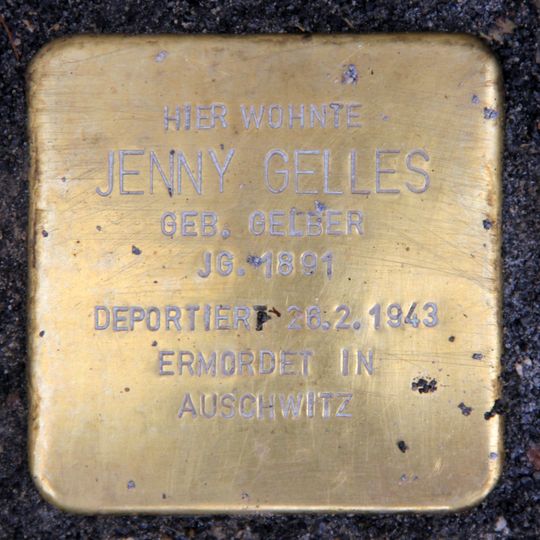 HIER WOHNTE
JENNY GELLES
GEB. GELBER
JG. 1891
DEPORTIERT 26.2.1943
ERMORDET IN
AUSCHWITZ